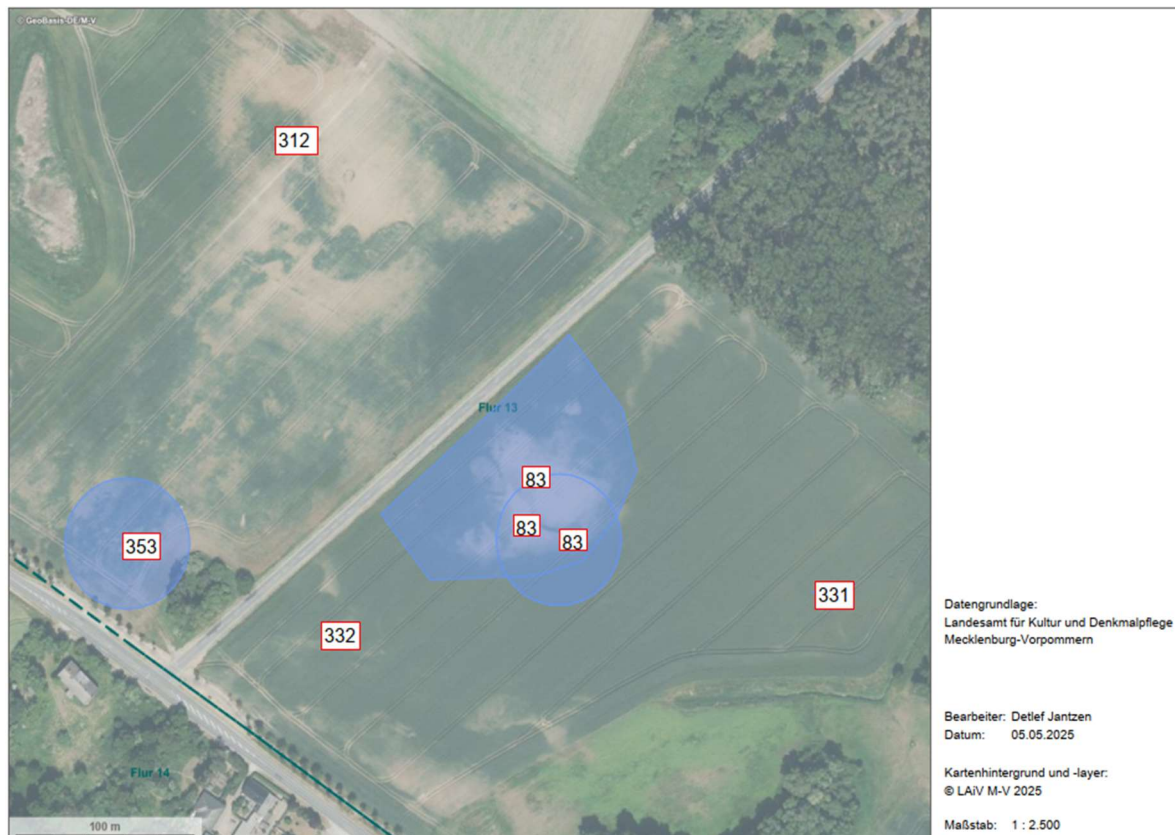 © GeoBasis-DE/M-V
312
Flur 13
83
83
83
353
331
332
Flur 14
100 m
Datengrundlage:
Landesamt für Kultur und Denkmalpflege
Mecklenburg-Vorpommern
Bearbeiter: Detlef Jantzen
Datum: 05.05.2025
Kartenhintergrund und -layer:
© LAiV M-V 2025
Maßstab: 1 : 2.500